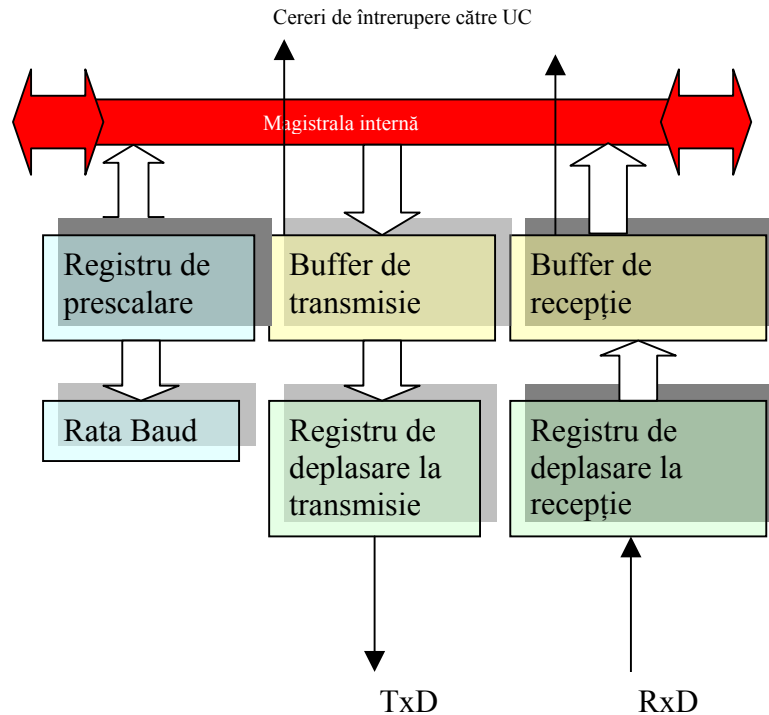 Cereri de întrerupere către UC
Magistrala internă
Registru de
prescalare
Buffer de
transmisie
Buffer de
recepție
Rata Baud
Registru de
deplasare la
transmisie
Registru de
deplasare la
recepție
TxD
RxD